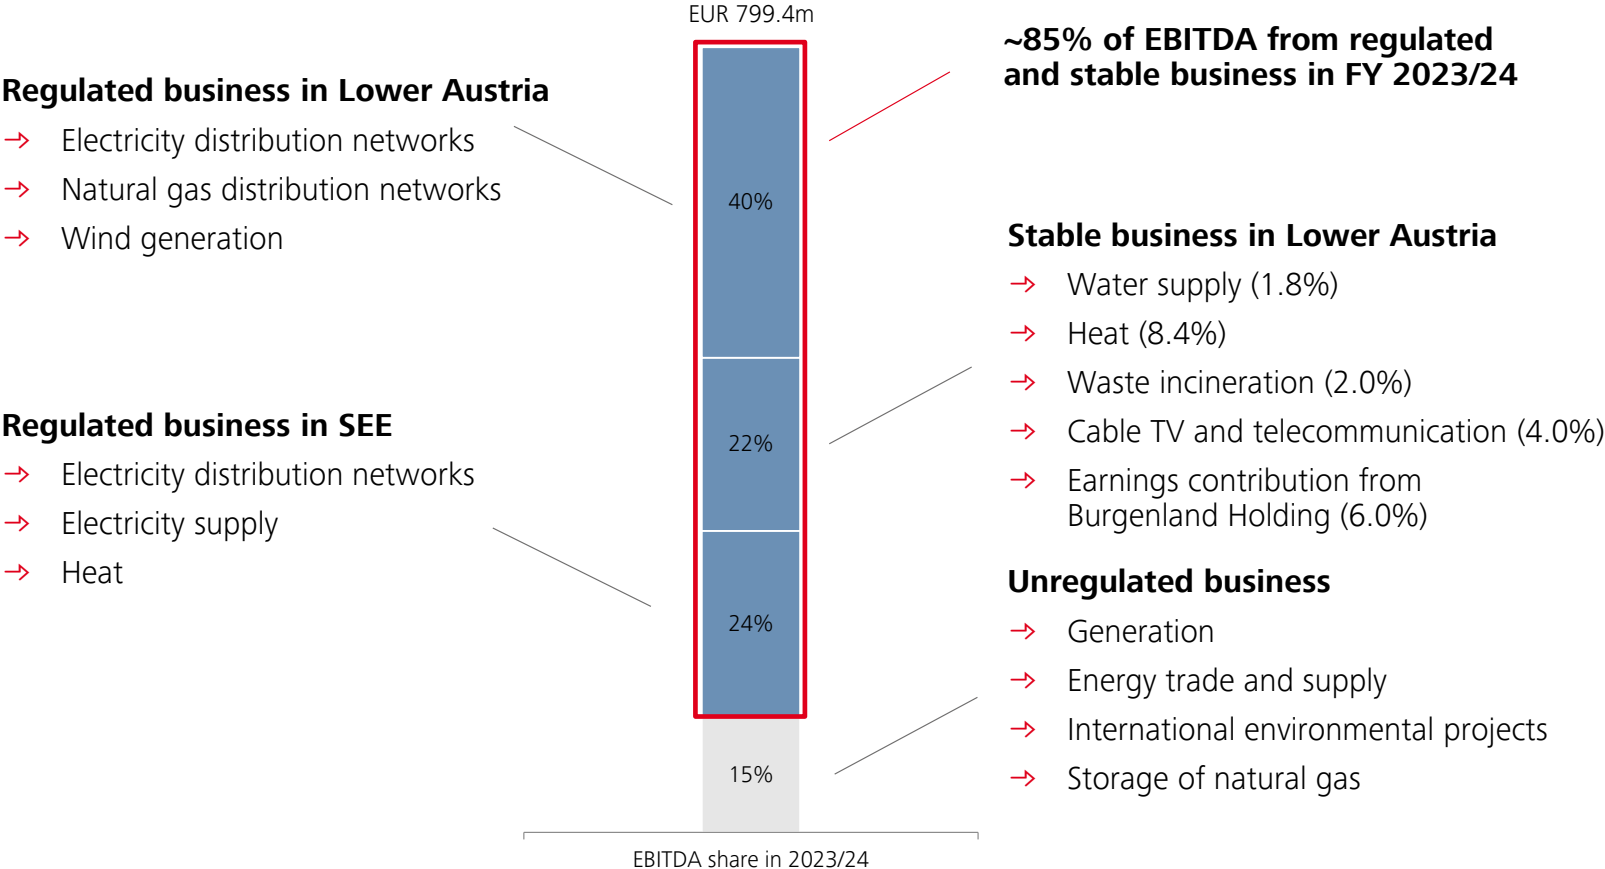 EUR 799.4m
~85% of EBITDA from regulated
and stable business in FY 2023/24
Regulated business in Lower Austria
→ Electricity distribution networks
→ Natural gas distribution networks
→ Wind generation
40%
Stable business in Lower Austria
→ Water supply (1.8%)
→ Heat (8.4%)
→ Waste incineration (2.0%)
→ Cable TV and telecommunication (4.0%)
→ Earnings contribution from
Burgenland Holding (6.0%)
22%
Regulated business in SEE
→ Electricity distribution networks
→ Electricity supply
→ Heat
24%
Unregulated business
→ Generation
→ Energy trade and supply
→ International environmental projects
→ Storage of natural gas
15%
EBITDA share in 2023/24